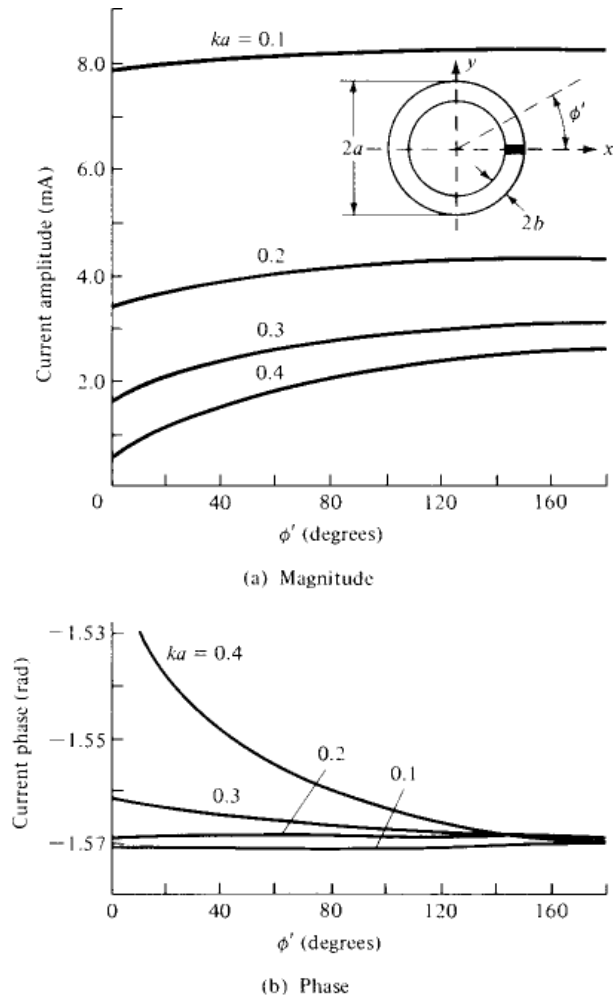 ka = 0.1
8.0
y
ϕ′
2a
x
6.0
2b
Current amplitude (mA)
0.2
4.0
0.3
0.4
2.0
0
40
80
120
160
ϕ′ (degrees)
(a) Magnitude
−1.53
ka = 0.4
Current phase (rad)
−1.55
0.2
0.1
0.3
−1.57
0
40
80
120
160
ϕ′ (degrees)
(b) Phase